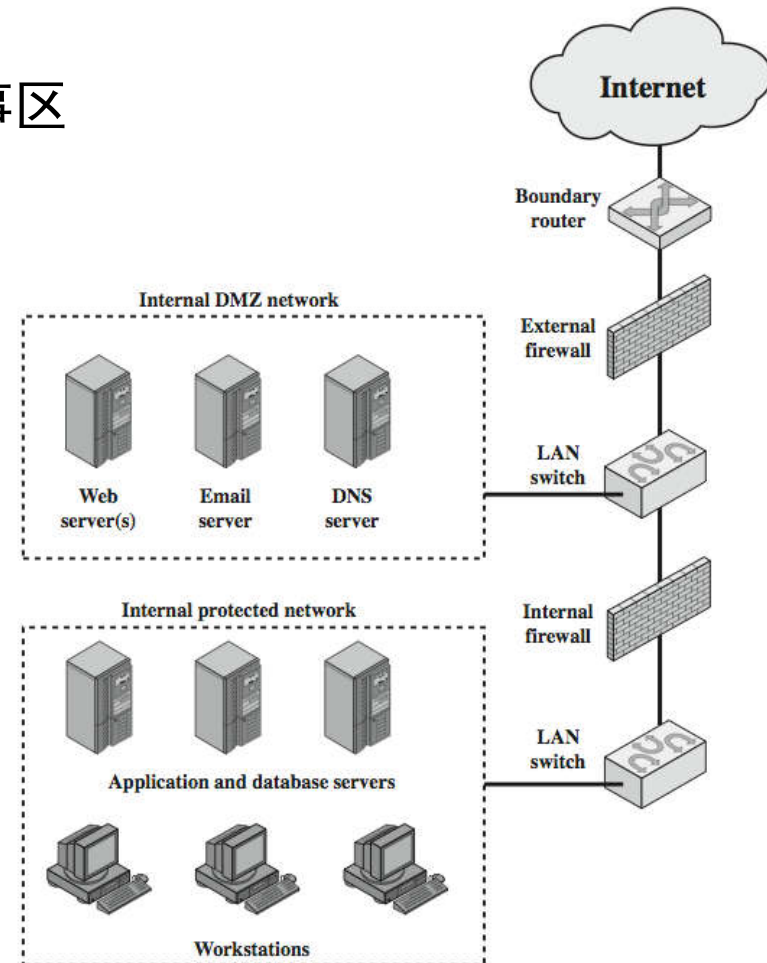 区
Internet
Boundary
router
Internal DMZ network
External
firewall
LAN
switch
Web
server(s)
Email
server
DNS
server
Internal protected network
Internal
firewall
LAN
switch
Application and database servers
Workstations